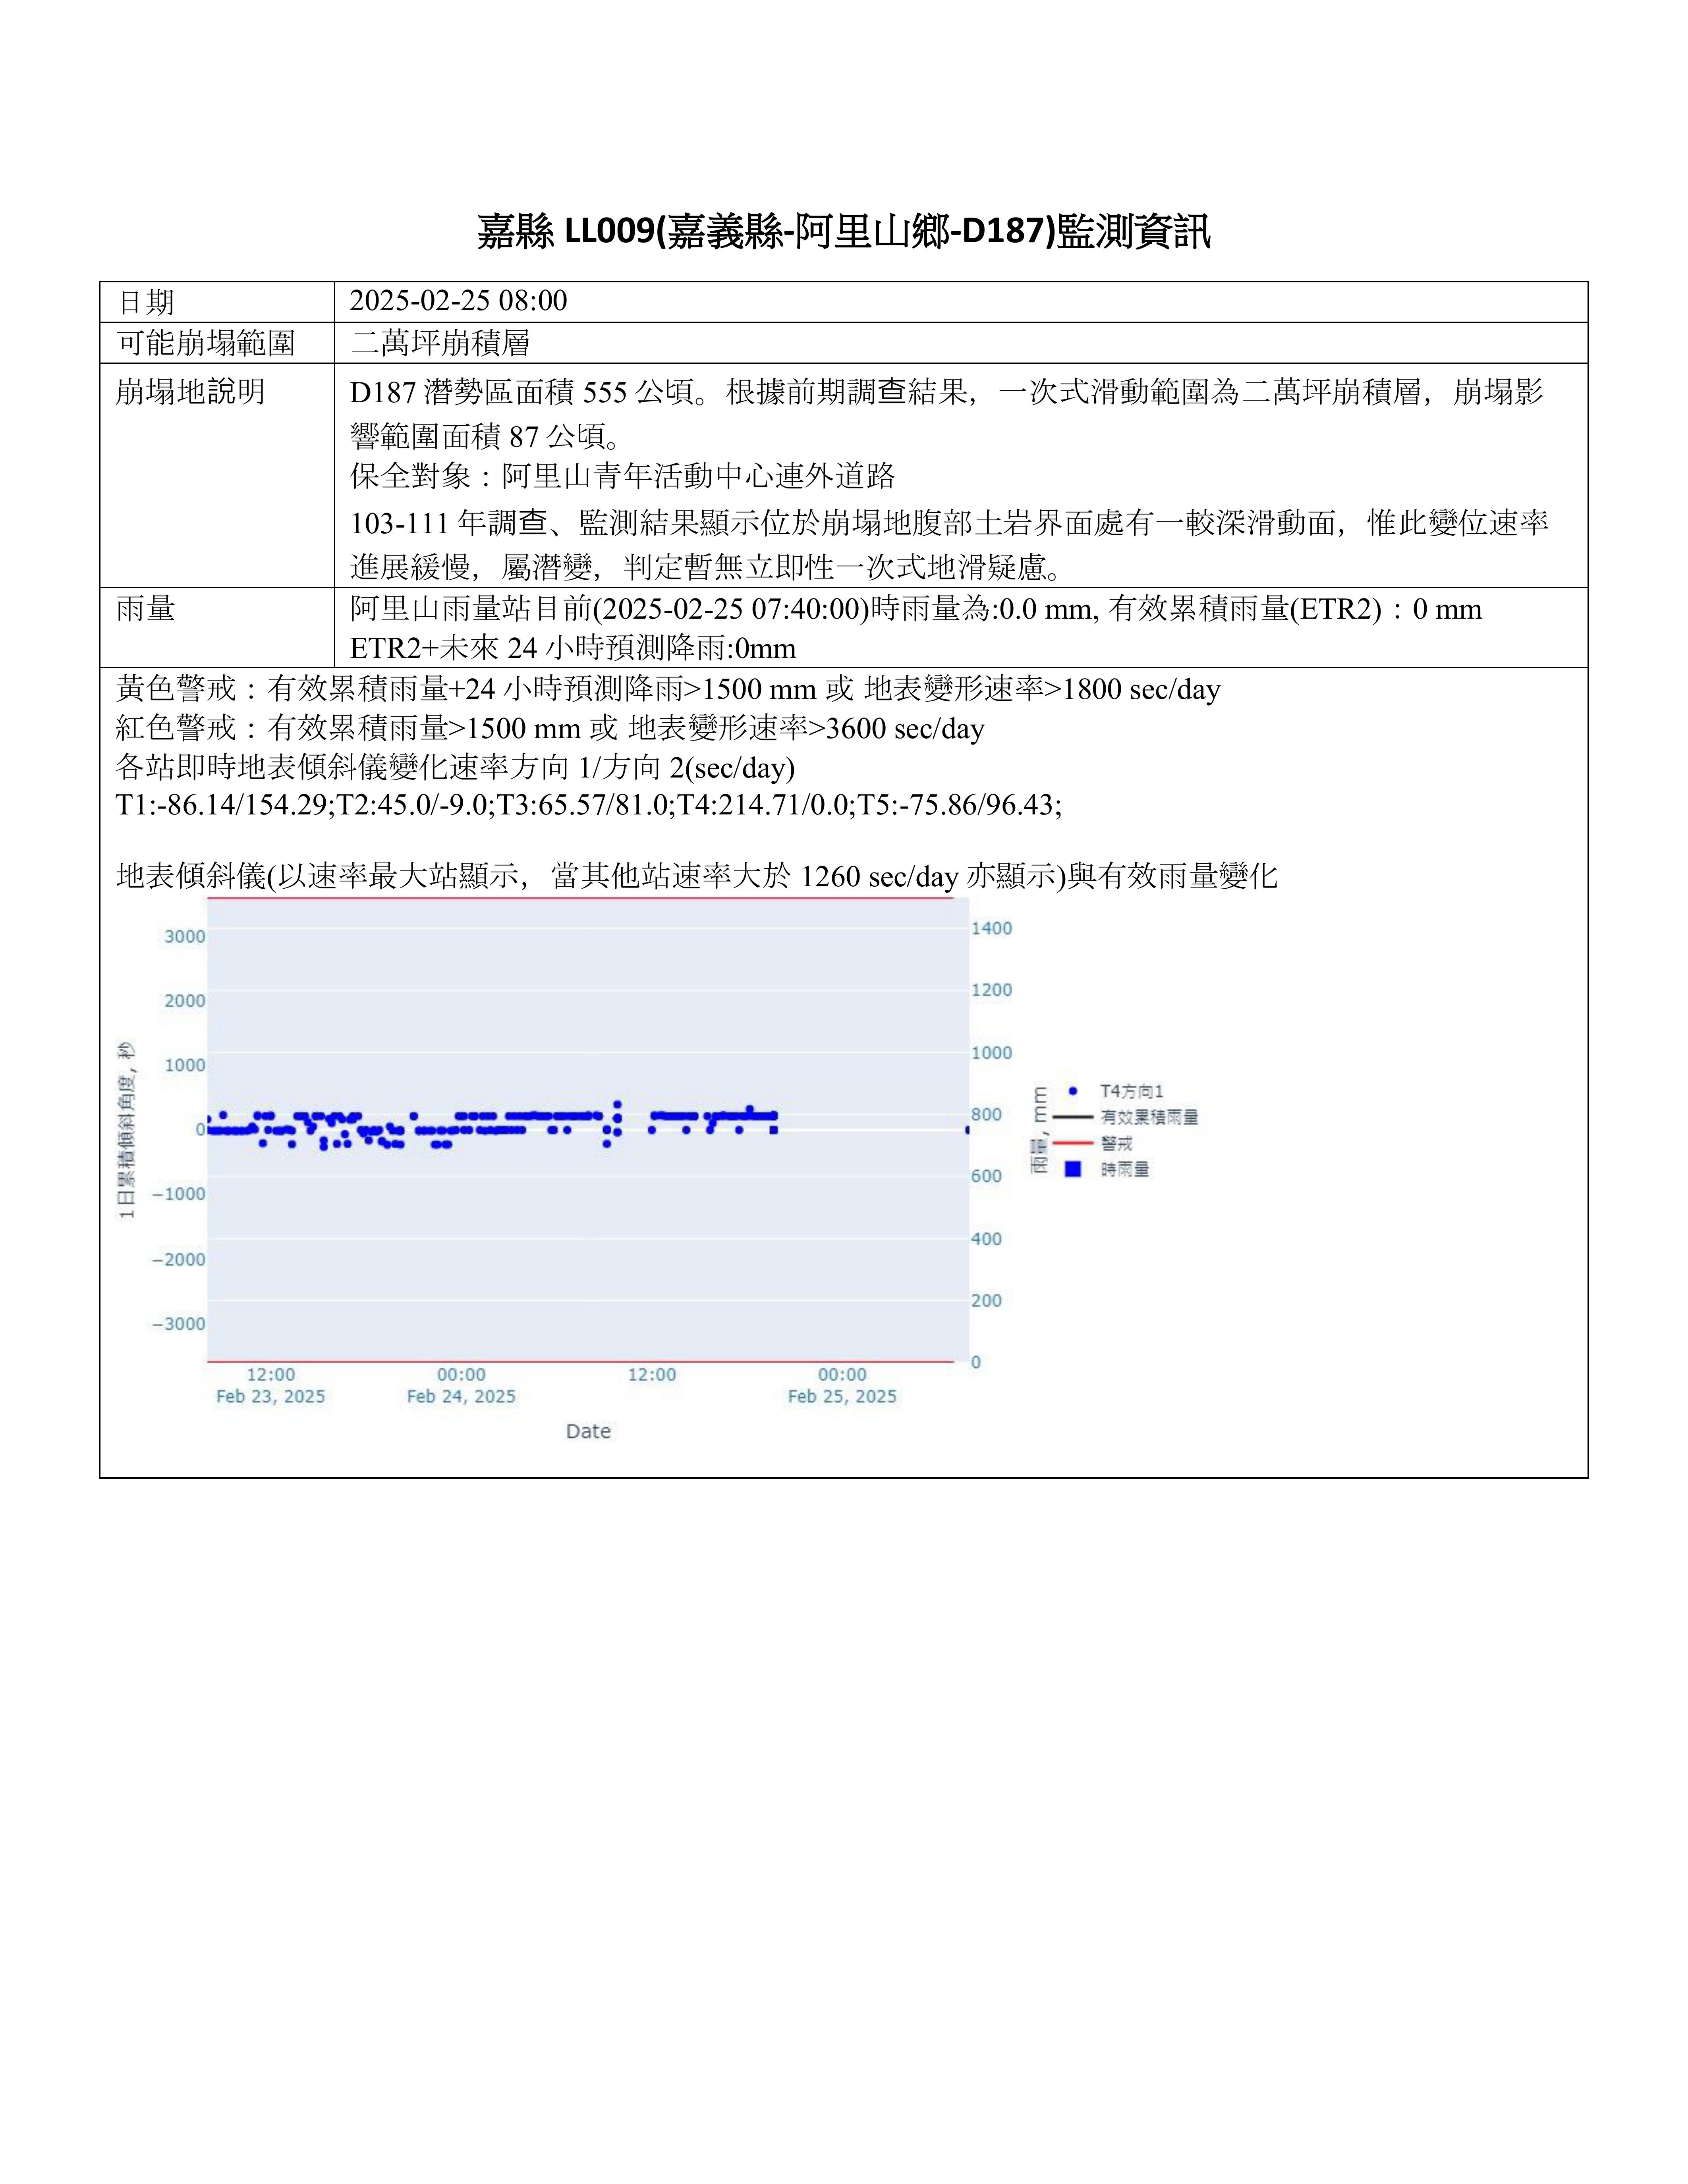 嘉縣 LL009(嘉義縣-阿里山鄉-D187)監測資訊
日期 2025-02-25 08:00
可能崩塌範圍 二萬坪崩積層
崩塌地說明 D187 潛勢區面積 555 公頃。根據前期調查結果，一次式滑動範圍為二萬坪崩積層，崩塌影
響範圍面積 87 公頃。
保全對象：阿里山青年活動中心連外道路
103-111 年調查、監測結果顯示位於崩塌地腹部土岩界面處有一較深滑動面，惟此變位速率
進展緩慢，屬潛變，判定暫無立即性一次式地滑疑慮。
雨量 阿里山雨量站目前(2025-02-25 07:40:00)時雨量為:0.0 mm, 有效累積雨量(ETR2)：0 mm
ETR2+未來 24 小時預測降雨:0mm
黃色警戒：有效累積雨量+24 小時預測降雨>1500 mm 或 地表變形速率>1800 sec/day
紅色警戒：有效累積雨量>1500 mm 或 地表變形速率>3600 sec/day
各站即時地表傾斜儀變化速率方向 1/方向 2(sec/day)
T1:-86.14/154.29;T2:45.0/-9.0;T3:65.57/81.0;T4:214.71/0.0;T5:-75.86/96.43;
地表傾斜儀(以速率最大站顯示，當其他站速率大於 1260 sec/day 亦顯示)與有效雨量變化
1日累積傾斜角度, 秒
3000
2000
1000
0
−1000
−2000
−3000
1400
1200
1000
800
600
400
200
0
雨量, mm
T4方向1
有效累積雨量
警戒
時雨量
12:00 00:00 12:00 00:00
Feb 23, 2025 Feb 24, 2025 Feb 25, 2025
Date